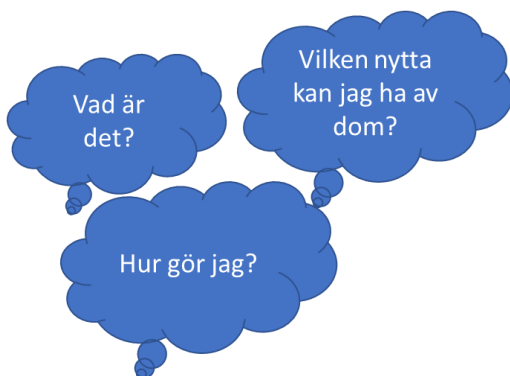 Vad är
det?
Vilken nytta
kan jag ha av
dom?
Hur gör jag?